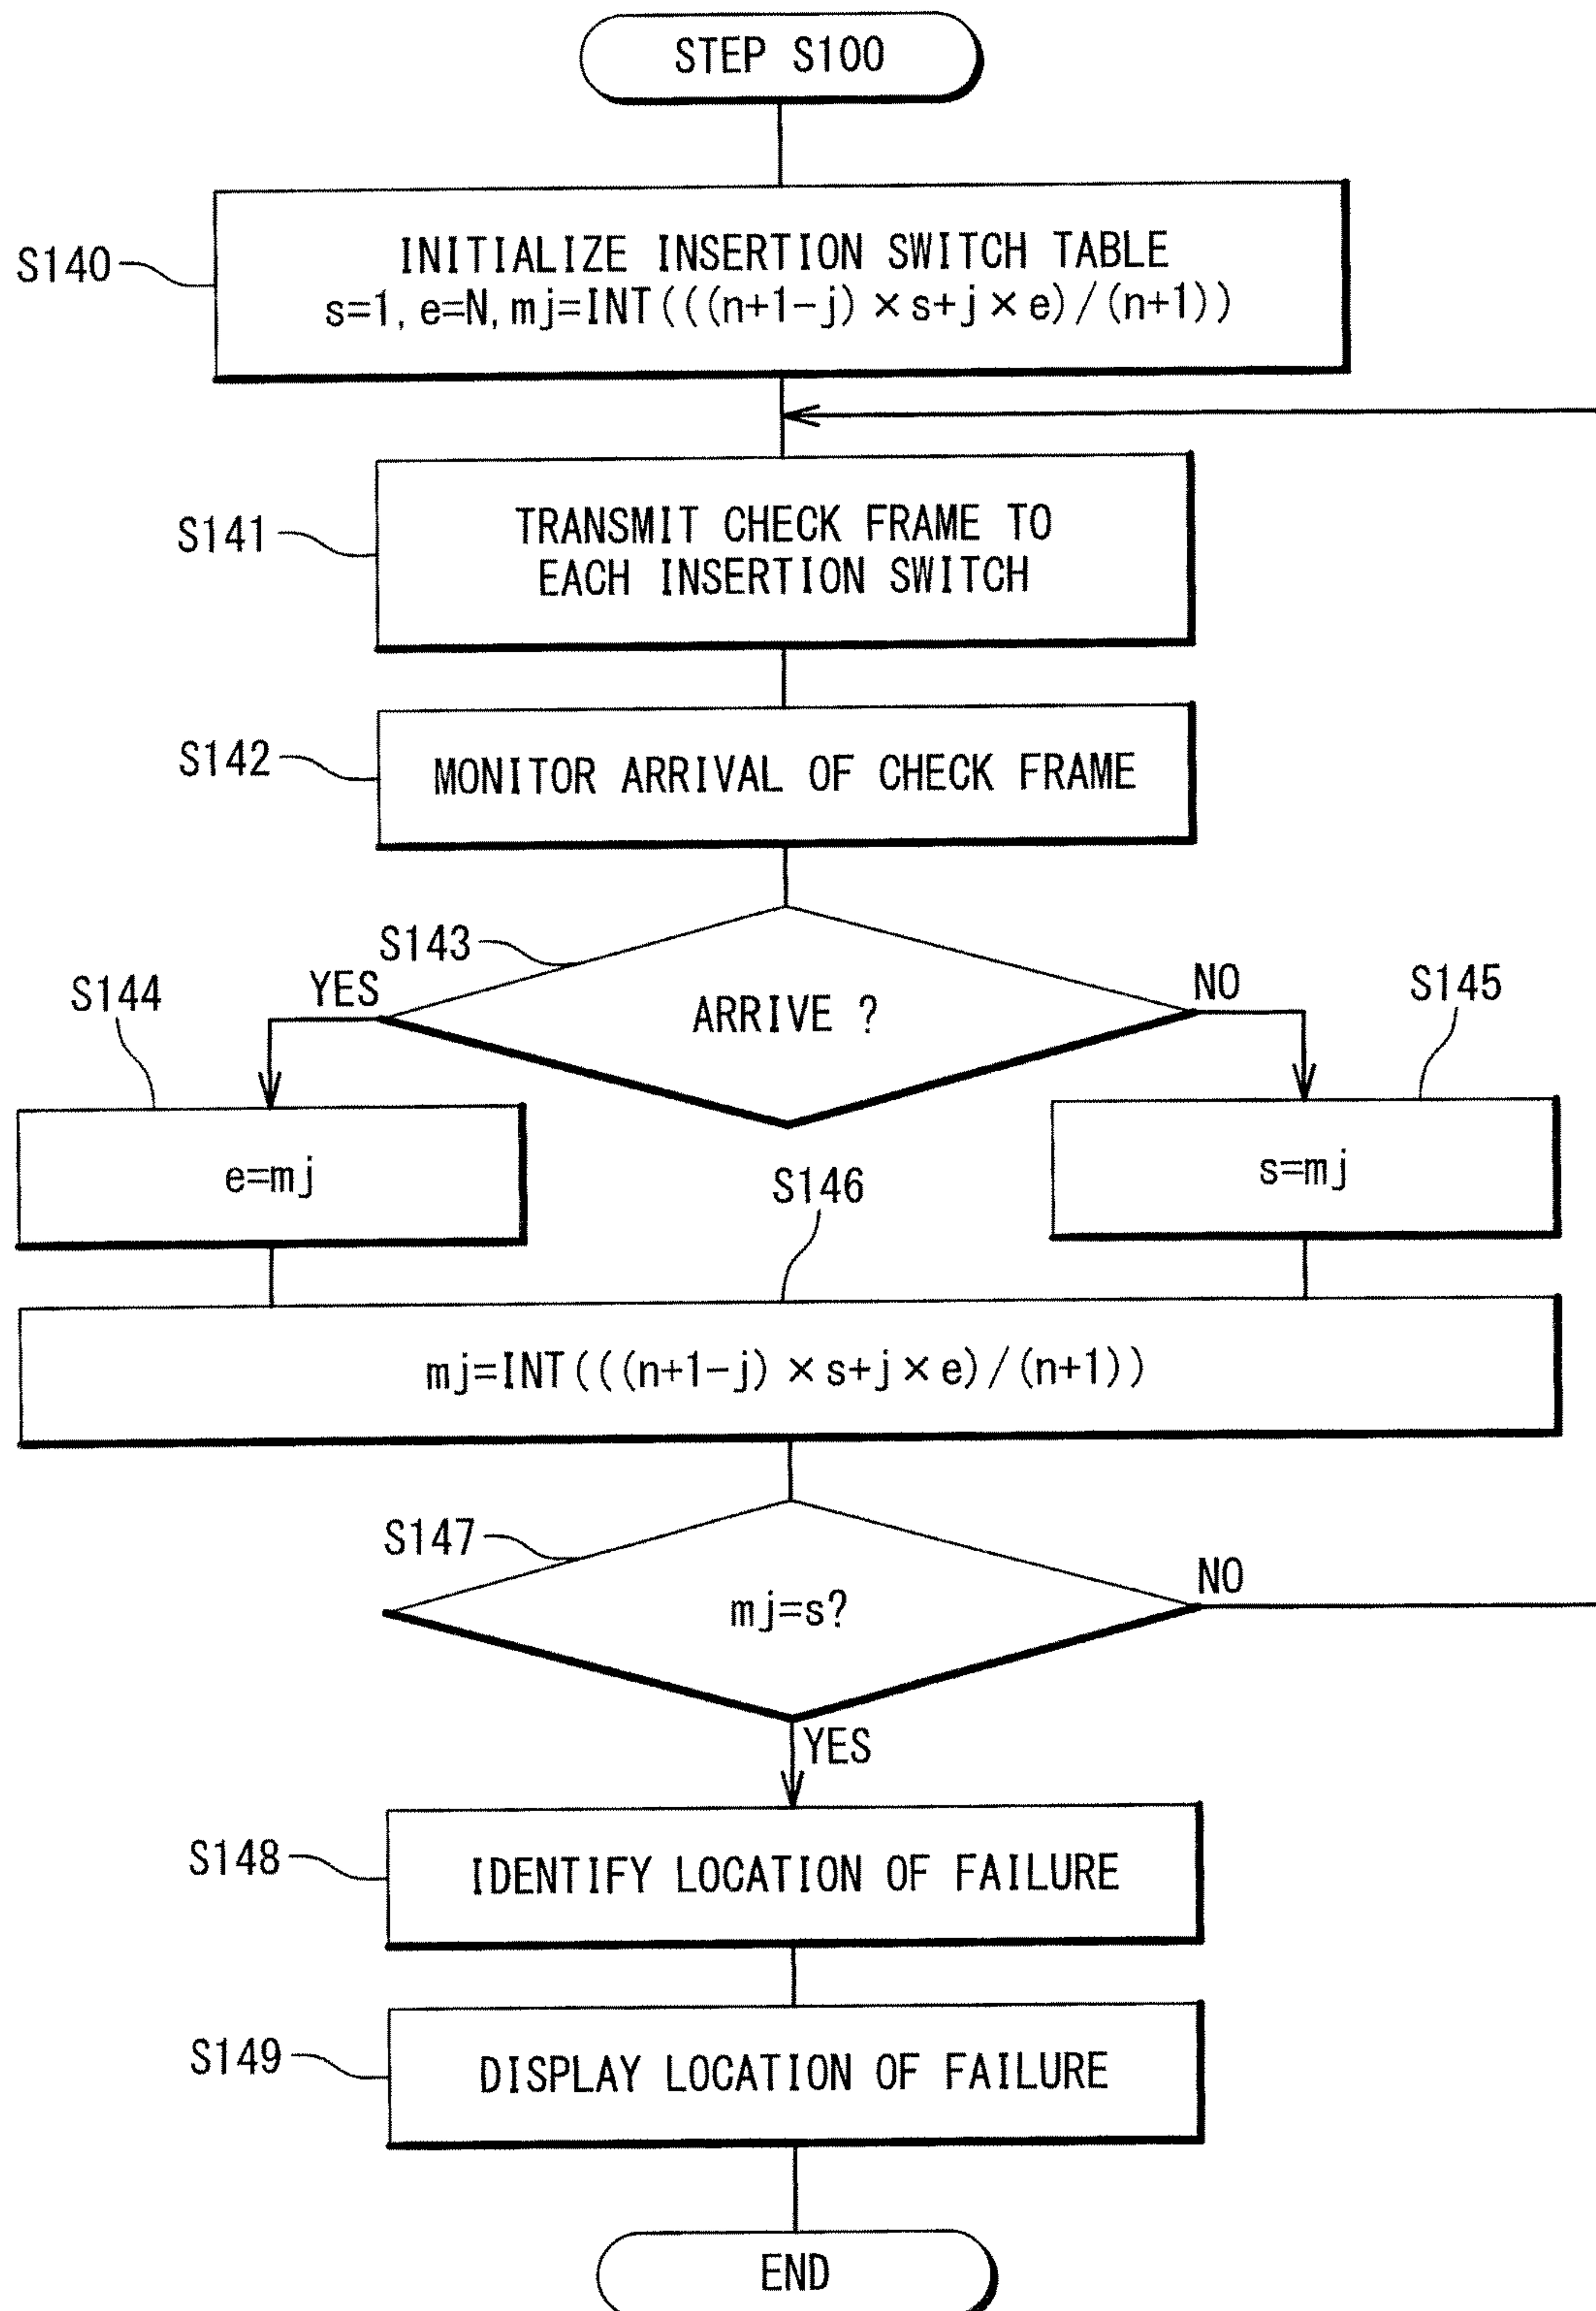 STEP S100
S140
INITIALIZE INSERTION SWITCH TABLE
s=1, e=N, mj=INT(((n+1-j)×s+j×e)/(n+1))
S141
TRANSMIT CHECK FRAME TO
EACH INSERTION SWITCH
S142
MONITOR ARRIVAL OF CHECK FRAME
S143
ARRIVE ?
YES
NO
S144
e=mj
S145
s=mj
S146
mj=INT(((n+1-j)×s+j×e)/(n+1))
S147
mj=s?
NO
YES
S148
IDENTIFY LOCATION OF FAILURE
S149
DISPLAY LOCATION OF FAILURE
END